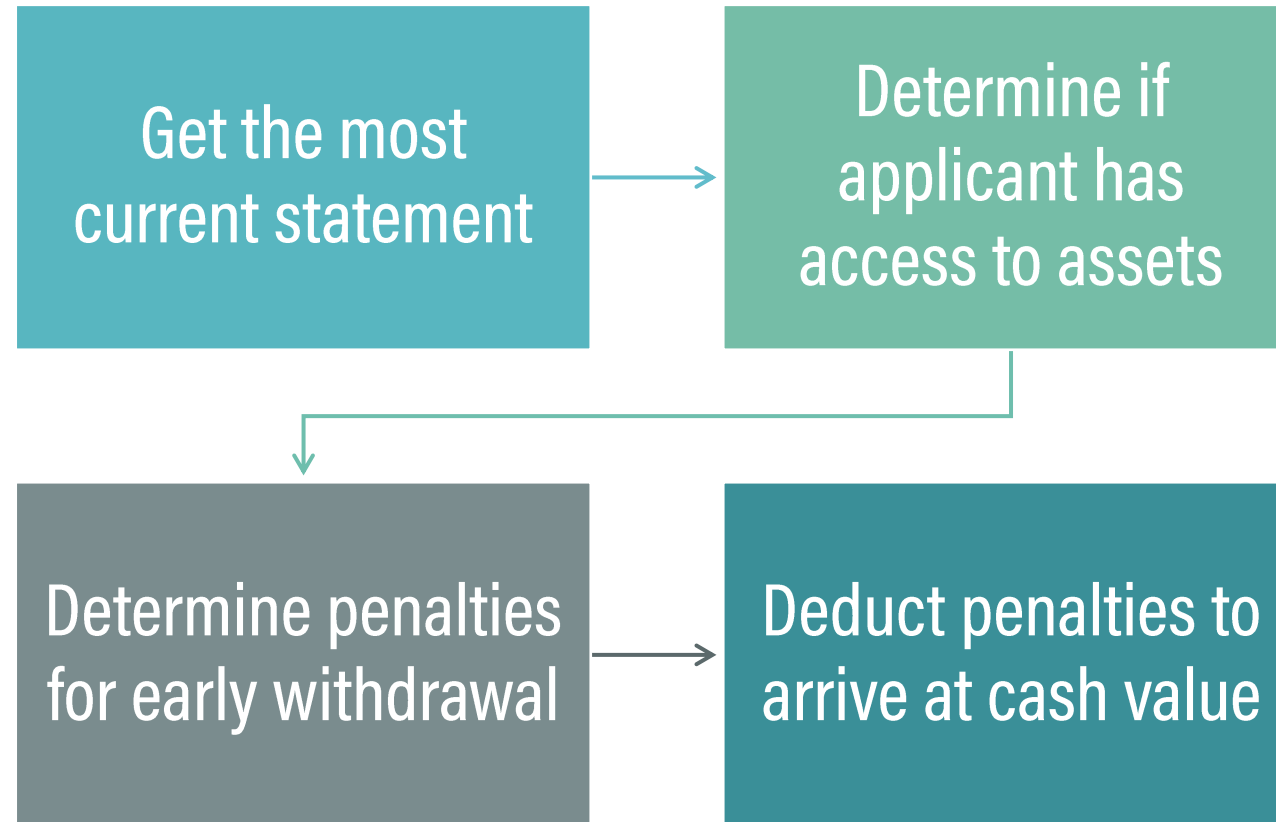 Get the most
current statement
Determine if
applicant has
access to assets
Determine penalties
for early withdrawal
Deduct penalties to
arrive at cash value